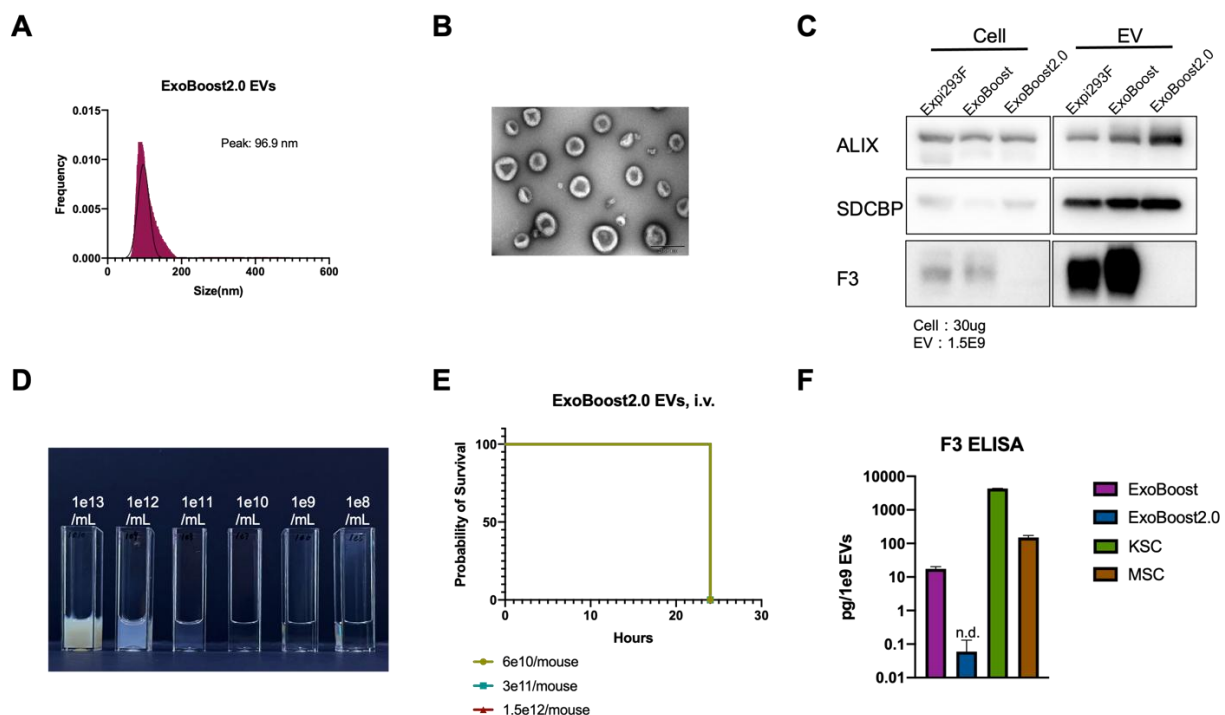 A
ExoBoost2.0 EVs
0.015
0.010
0.005
0.000
Frequency
Peak: 96.9 nm
0
200
400
600
Size(nm)
B
C
Cell
EV
Expi293F
ExoBoost
ExoBoost2.0
Expi293F
ExoBoost
ExoBoost2.0
ALIX
SDCBP
F3
Cell : 30ug
EV : 1.5E9
D
1e13
/mL
1e12
/mL
1e11
/mL
1e10
/mL
1e9
/mL
1e8
/mL
E
ExoBoost2.0 EVs, i.v.
Probability of Survival
100
50
0
0
10
20
30
Hours
6e10/mouse
3e11/mouse
1.5e12/mouse
F
F3 ELISA
pg/1e9 EVs
10000
1000
100
10
1
0.1
0.01
n.d.
ExoBoost
ExoBoost2.0
KSC
MSC